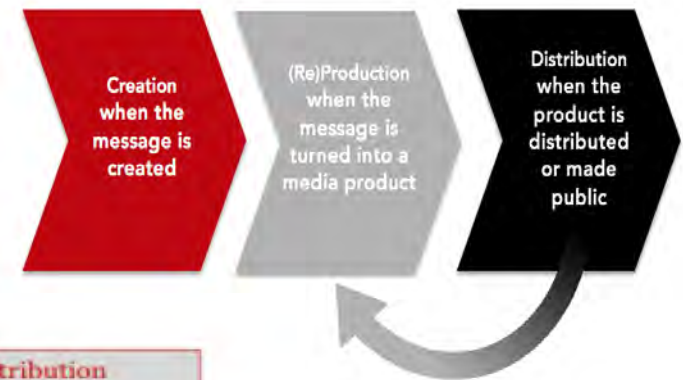 Creation
when the
message is
created
(Re)Production
when the
message is
turned into a
media product
Distribution
when the
product is
distributed
or made
public
tribution